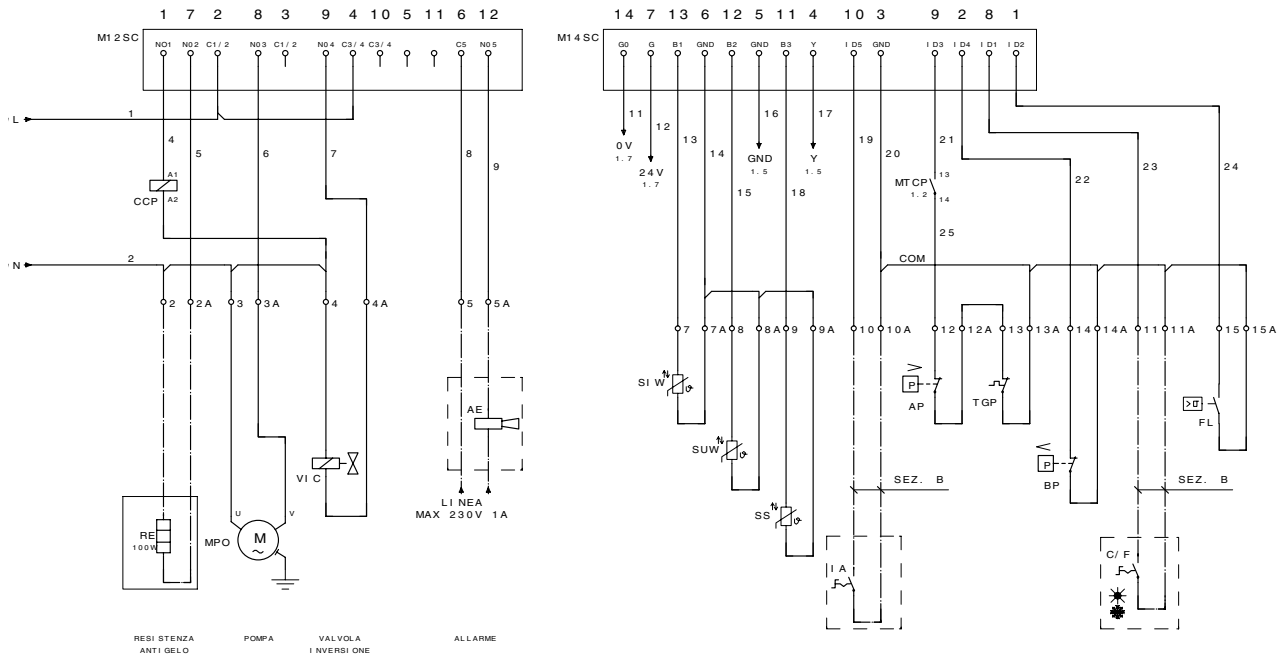 1 7 2 8 3 9 4 10 5 11 6 12
M12SC
NO1 NO2 C1/2 NO3 C1/2 NO4 C3/4 C3/4 C5 NO5
14 7 13 6 12 5 11 4 10 3 9 2 8 1
M14SC
G0 G B1 GND B2 GND B3 Y ID5 GND ID3 ID4 ID1 ID2
L 1
4 5 6 7 8 9
A1
CCP A2
N 2
2 2A 3 3A 4 4A 5 5A
AE
VIC
LINEA
MAX 230V 1A
RE
100W
MPO
U V
M
~
RESISTENZA
ANTIGELO
POMPA
VALVOLA
INVERSIONE
ALLARME
11 12 13 14 15 16 17 18 19 20 21 22 23 24
0V
1.7
24V
1.7
GND
1.5
Y
1.5
MTCP
1.2
13
14
25
COM
7 7A 8 8A 9 9A 10 10A 12 12A 13 13A 14 14A 11 11A 15 15A
SIW
SUW
SS
>
P
AP
TGP
<
P
BP
FL
SEZ. B
SEZ. B
IA
C/F